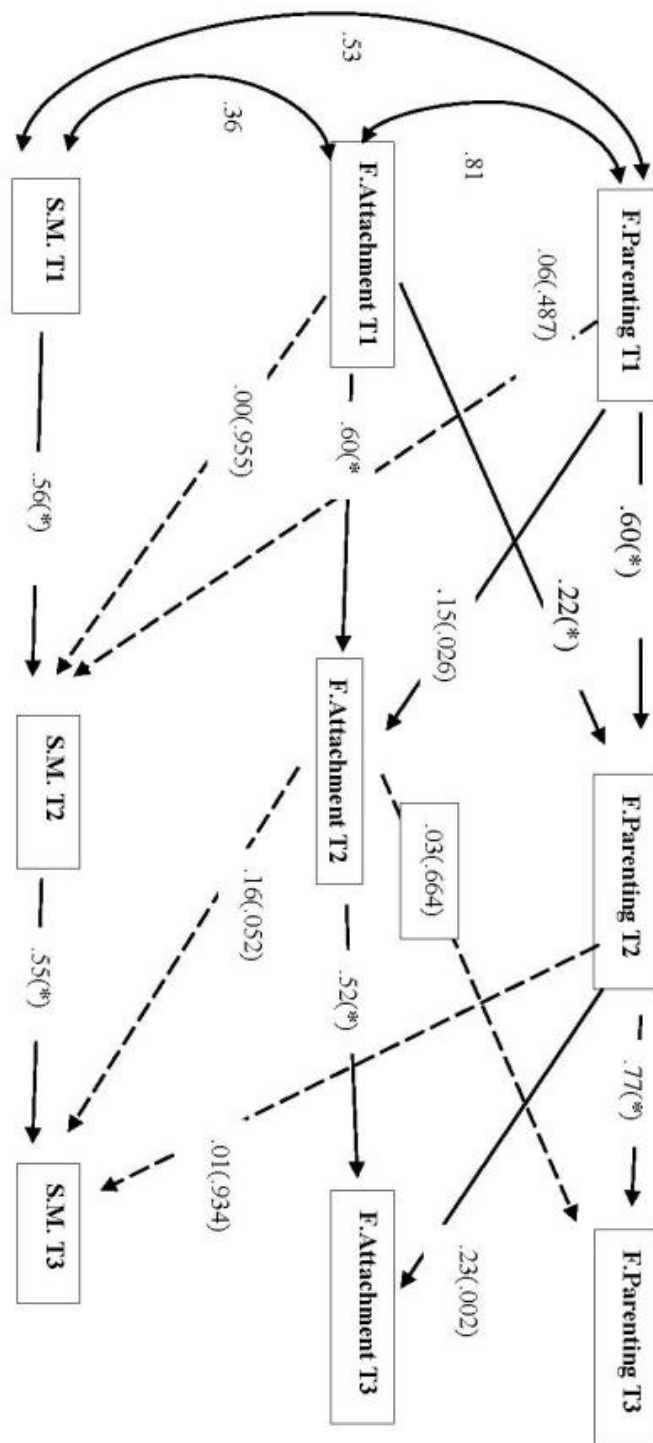 F.Parenting T1
.60(*)
F.Parenting T2
.77(*)
F.Parenting T3
.81
.06(.487)
.22(*)
.15(.026)
.03(.664)
.23(.002)
F.Attachment T1
.60(*
F.Attachment T2
.52(*)
F.Attachment T3
.53
.36
.00(.955)
.16(.052)
.01(.934)
S.M. T1
.56(*)
S.M. T2
.55(*)
S.M. T3